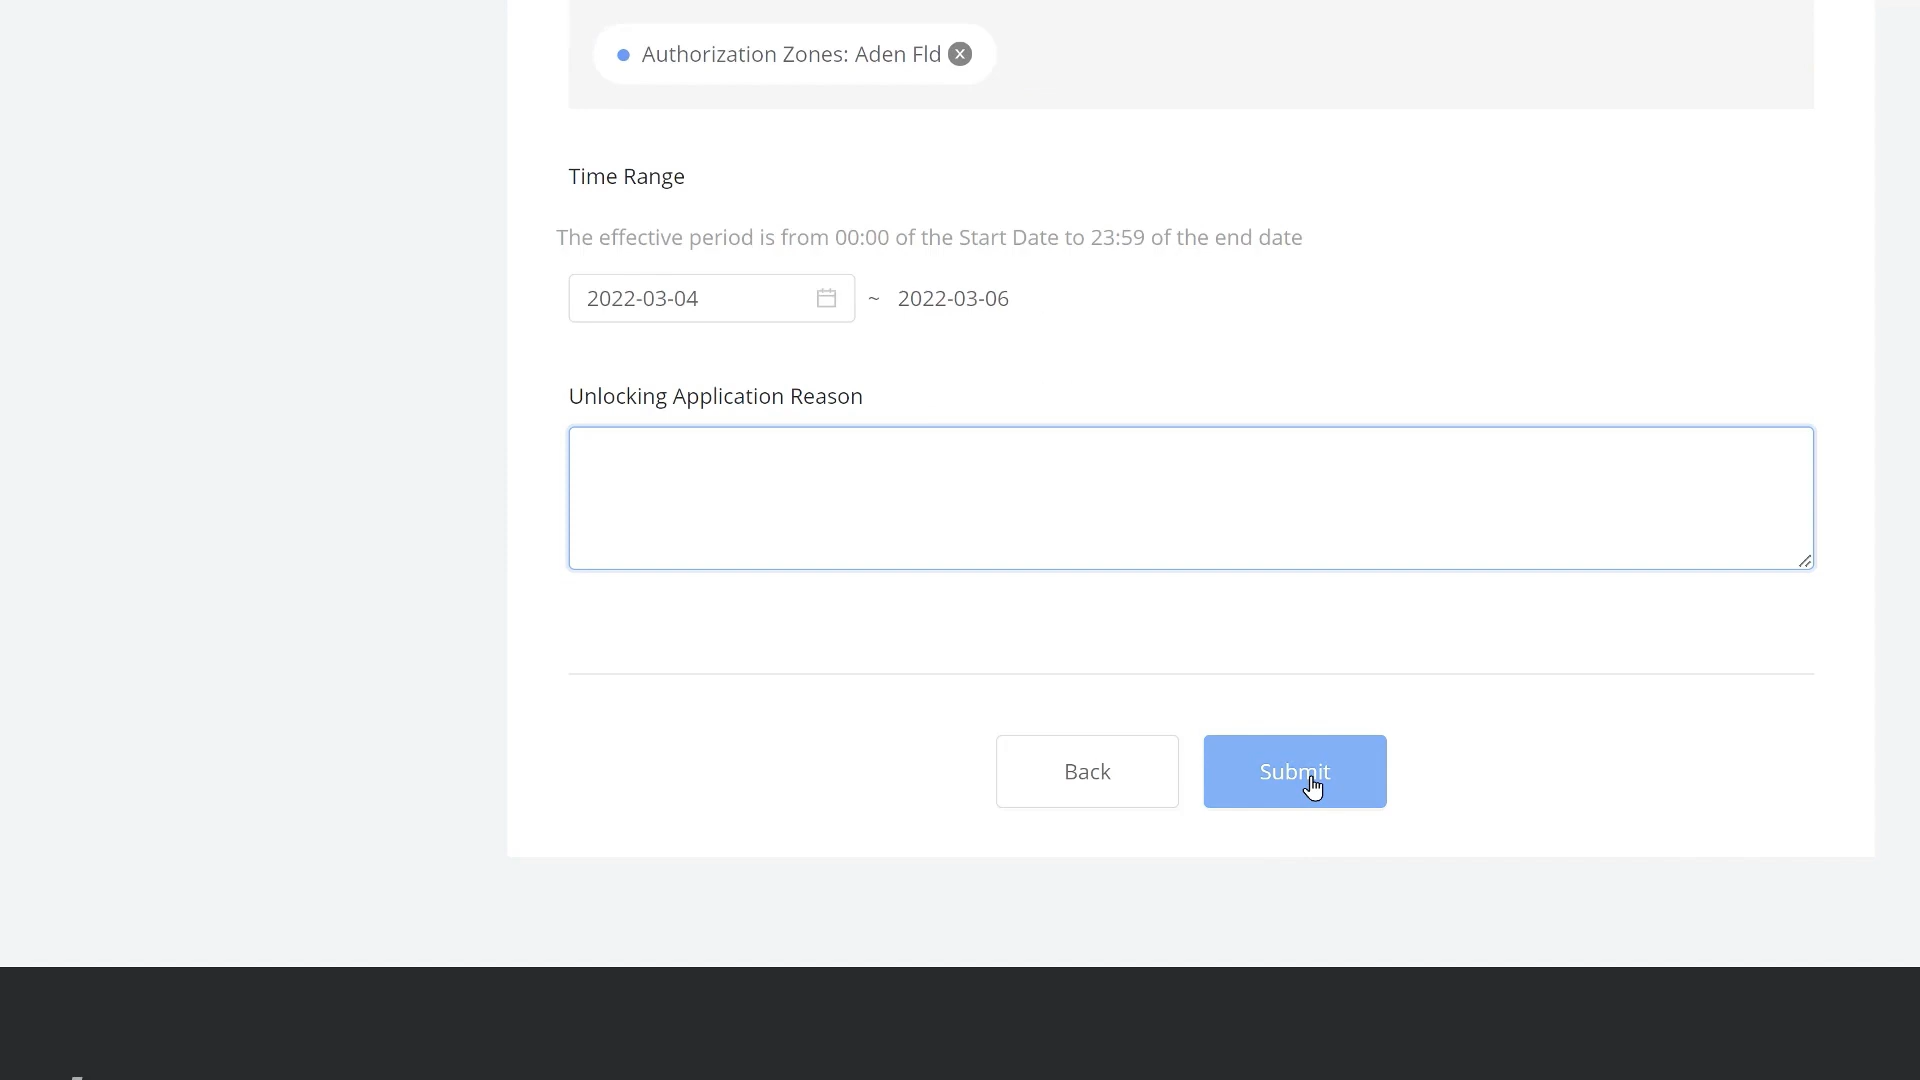 Authorization Zones: Aden Fld
Time Range
The effective period is from 00:00 of the Start Date to 23:59 of the end date
2022-03-04 ~ 2022-03-06
Unlocking Application Reason
Back Submit